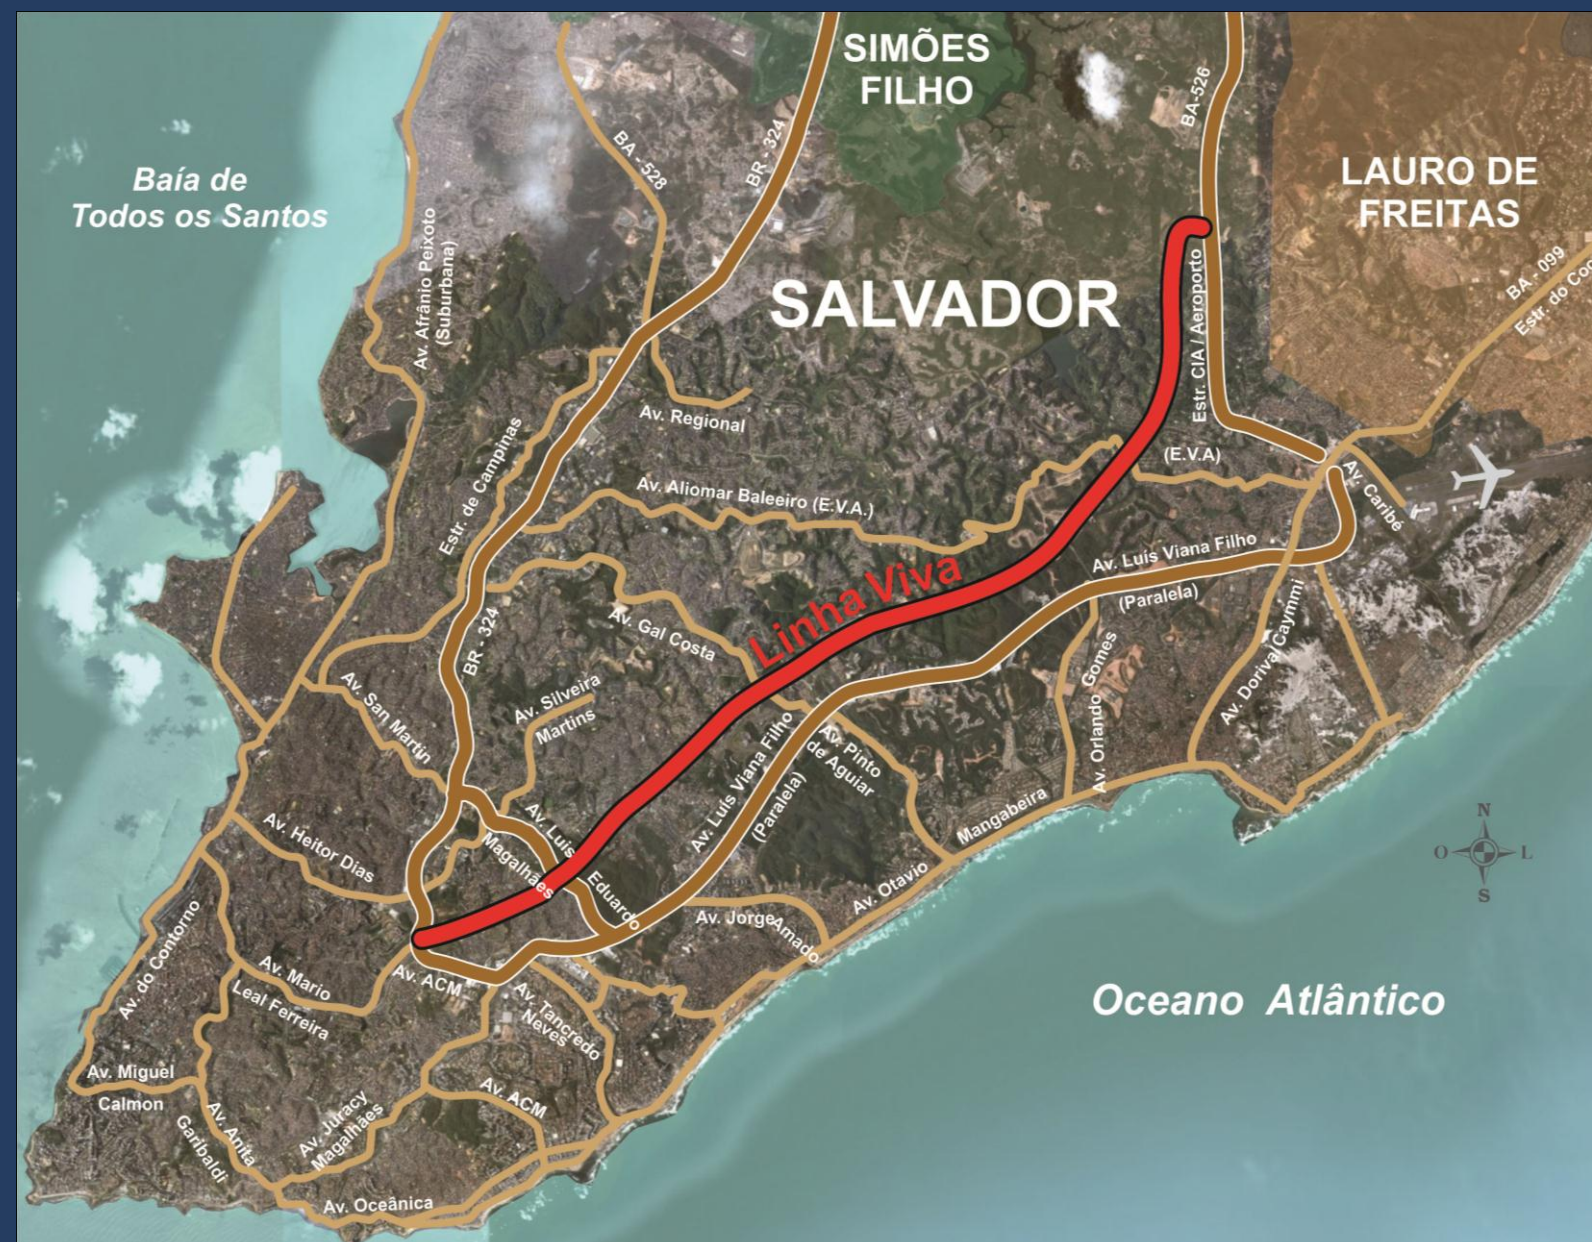 SIMÕES
FILHO
BA-526
BR - 324
BA - 528
Baía de
Todos os Santos
LAURO DE
FREITAS
Av. Afrânio Peixoto
(Suburbana)
BA - 099
Estr. do
SALVADOR
Estr. CIA / Aeroporto
Av. Regional
Estr. de Campinas
(E.V.A)
Av. Caribé
Av. Aliomar Baleeiro (E.V.A.)
Av. Luís Viana Filho
(Paralela)
Linha Viva
Av. Gal Costa
BR - 324
Av. Orlando Gomes
Av. Dorival Caymmi
Av. San Martin
Av. Silveira
Martins
Av. Luís Viana Filho
(Paralela)
Av. Pinto
de Aguiar
Mangabeira
Av. Otavio
Av. Heitor Dias
Av. Luis
Eduardo
Magalhães
N
O
L
S
Av. Jorge
Amado
Av. do Contorno
Av. Mario
Leal Ferreira
Av. ACM
Av. Tancredo
Neves
Oceano Atlântico
Av. Miguel
Calmon
Av. Anita
Garibaldi
Av. Juracy
Magalhães
Av. ACM
Av. Oceânica